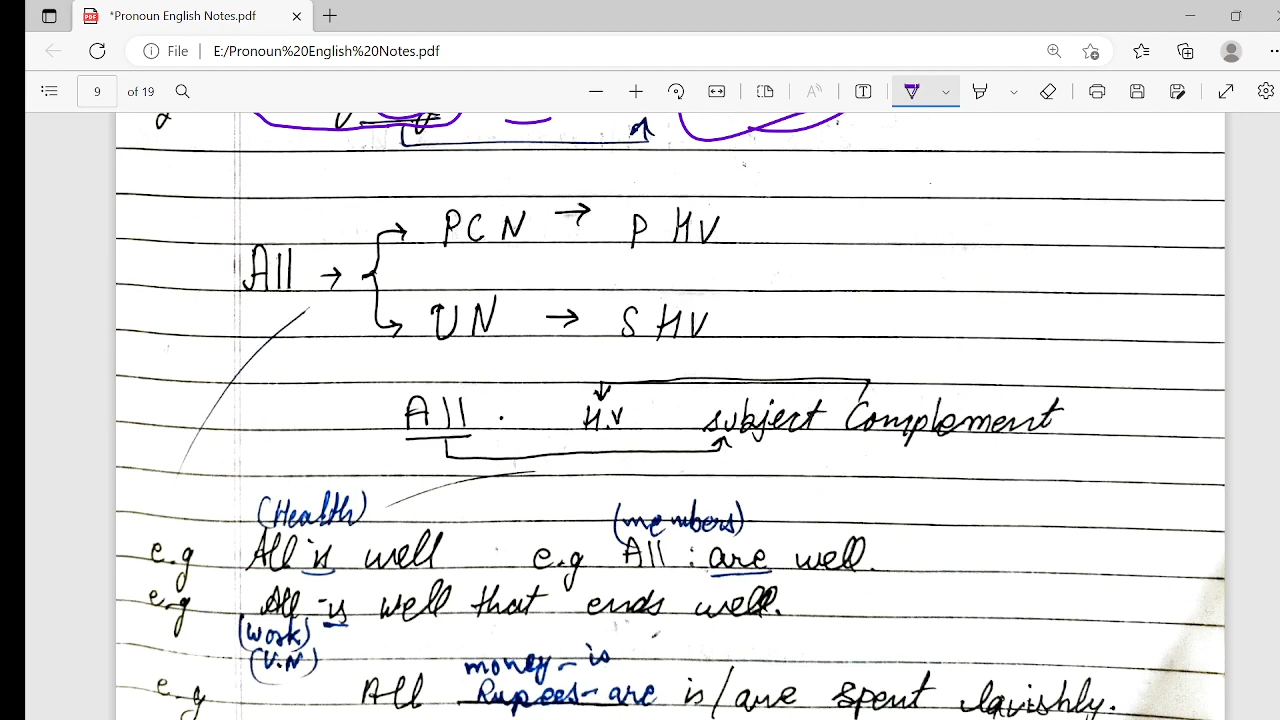 *Pronoun English Notes.pdf
File E:/Pronoun%20English%20Notes.pdf
9 of 19
PCN → PHV
All →
UN → SHV
All . H.V subject Complement
(Health) (members)
e.g All is well e.g All : are well.
e.g All is well that ends well.
(work)
(U.N)
money - is
e.g All Rupees - are is/are spent lavishly.